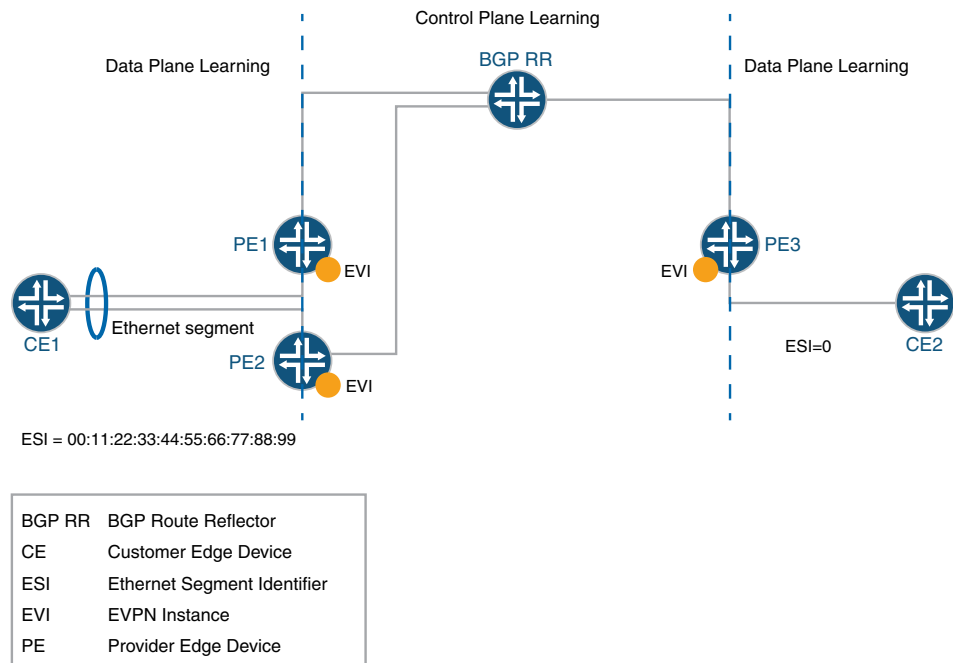 Control Plane Learning
Data Plane Learning
BGP RR
Data Plane Learning
PE1
EVI
PE3
EVI
Ethernet segment
CE1
PE2
EVI
ESI=0
CE2
ESI = 00:11:22:33:44:55:66:77:88:99
BGP RR BGP Route Reflector
CE Customer Edge Device
ESI Ethernet Segment Identifier
EVI EVPN Instance
PE Provider Edge Device